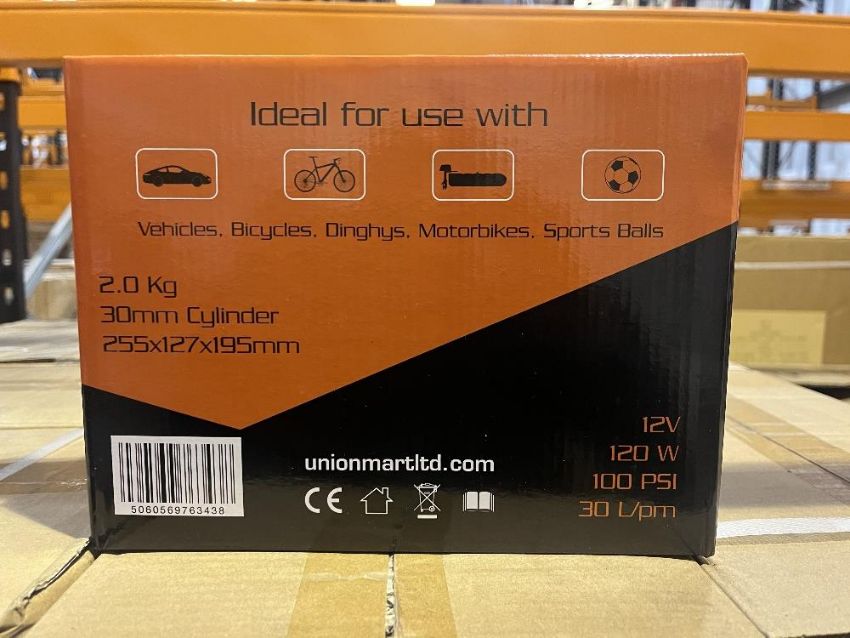 Ideal for use with
Vehicles, Bicycles, Dinghys, Motorbikes, Sports Balls
2.0 Kg
30mm Cylinder
255x127x195mm
12V
120 W
100 PSI
30 L/pm
unionmartltd.com
CE
5060569763438